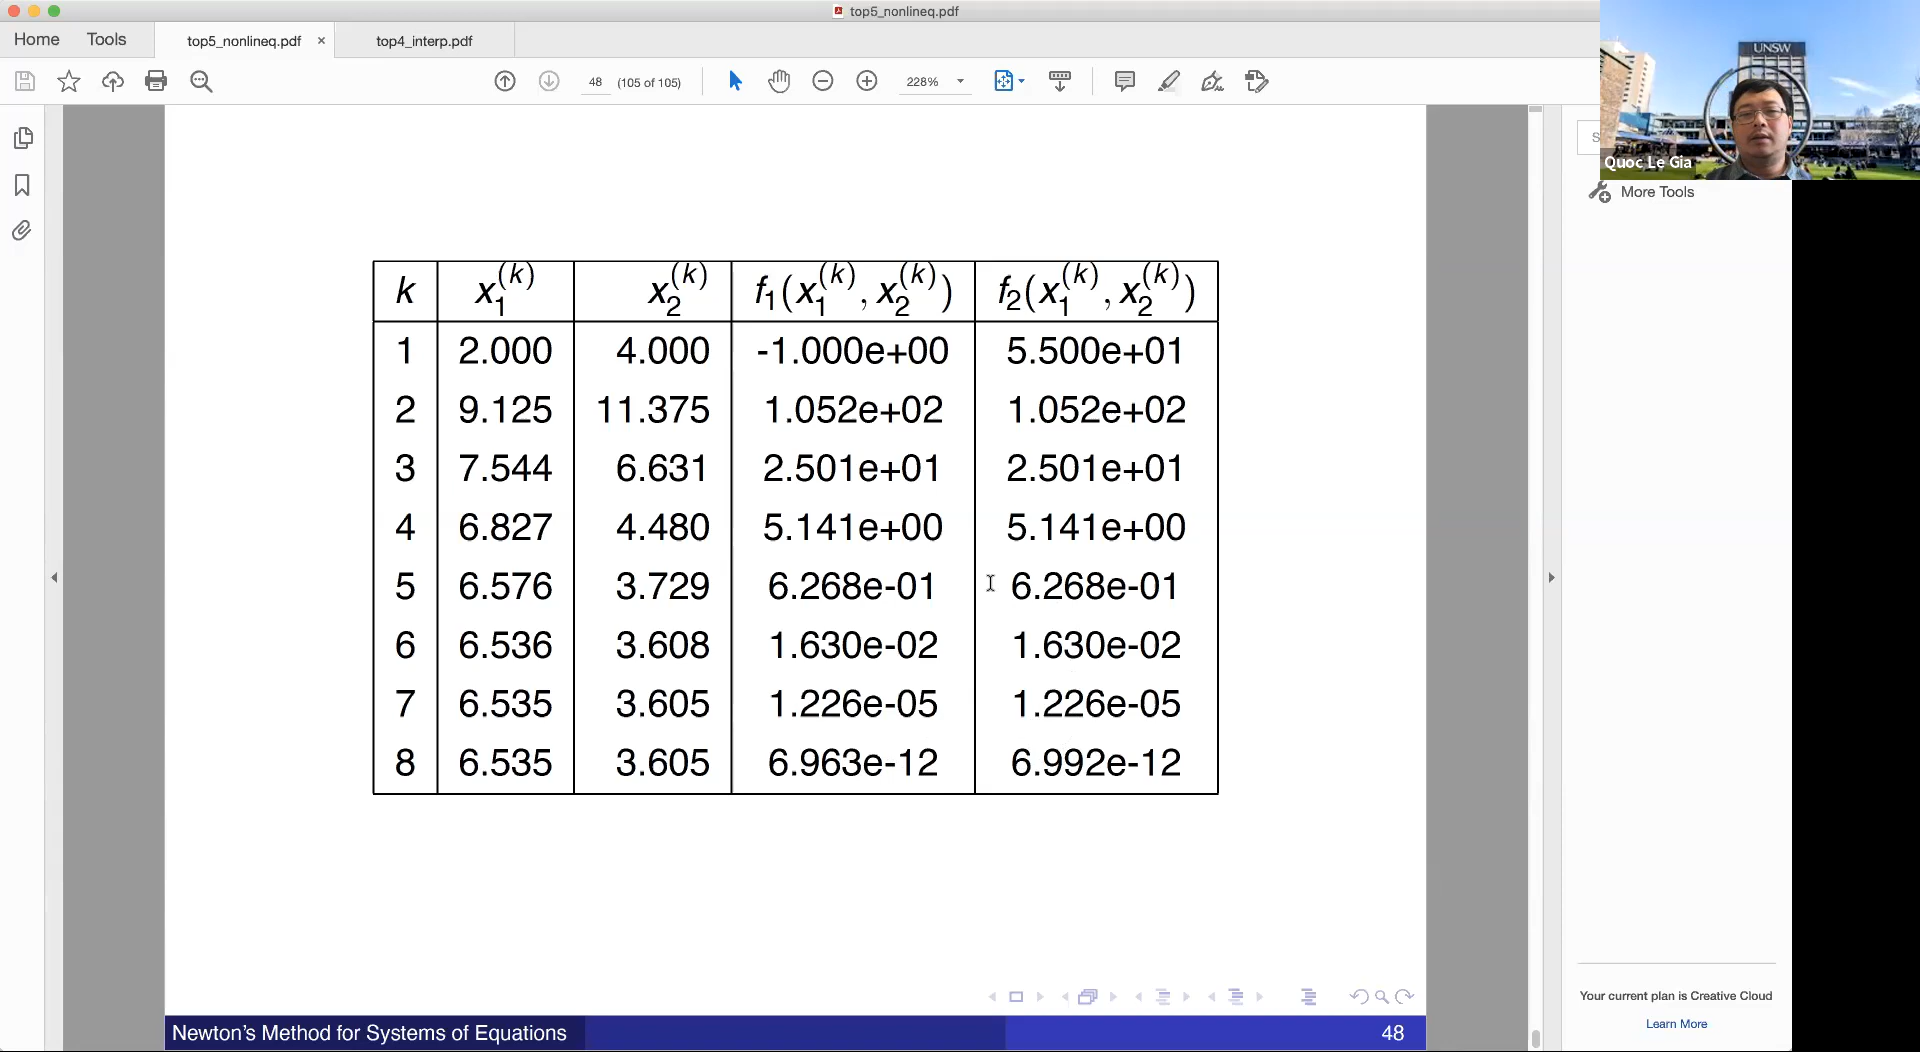 top5_nonlineq.pdf
Home Tools top5_nonlineq.pdf × top4_interp.pdf
48 (105 of 105) 228%
UNSW
Quoc Le Gia
S
More Tools
k x₁⁽ᵏ⁾ x₂⁽ᵏ⁾ f₁(x₁⁽ᵏ⁾, x₂⁽ᵏ⁾) f₂(x₁⁽ᵏ⁾, x₂⁽ᵏ⁾)
1 2.000 4.000 -1.000e+00 5.500e+01
2 9.125 11.375 1.052e+02 1.052e+02
3 7.544 6.631 2.501e+01 2.501e+01
4 6.827 4.480 5.141e+00 5.141e+00
5 6.576 3.729 6.268e-01 6.268e-01
6 6.536 3.608 1.630e-02 1.630e-02
7 6.535 3.605 1.226e-05 1.226e-05
8 6.535 3.605 6.963e-12 6.992e-12
Your current plan is Creative Cloud
Learn More
Newton's Method for Systems of Equations 48